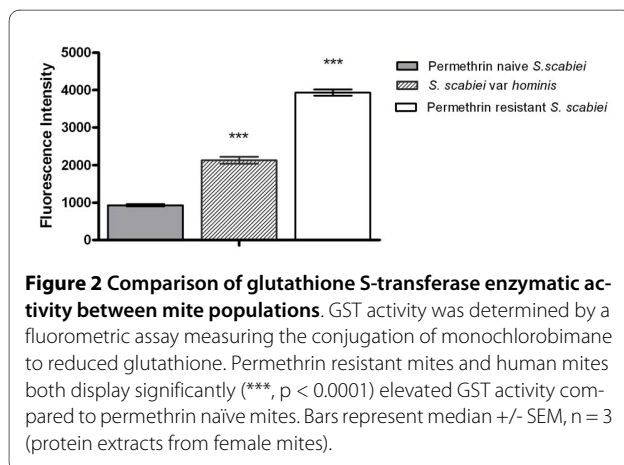 5000
4000
3000
2000
1000
0
Fluorescence Intensity
***
***
Permethrin naive S.scabiei
S. scabiei var hominis
Permethrin resistant S. scabiei
Figure 2 Comparison of glutathione S-transferase enzymatic ac-
tivity between mite populations. GST activity was determined by a
fluorometric assay measuring the conjugation of monochlorobimane
to reduced glutathione. Permethrin resistant mites and human mites
both display significantly (***, p < 0.0001) elevated GST activity com-
pared to permethrin naïve mites. Bars represent median +/- SEM, n = 3
(protein extracts from female mites).